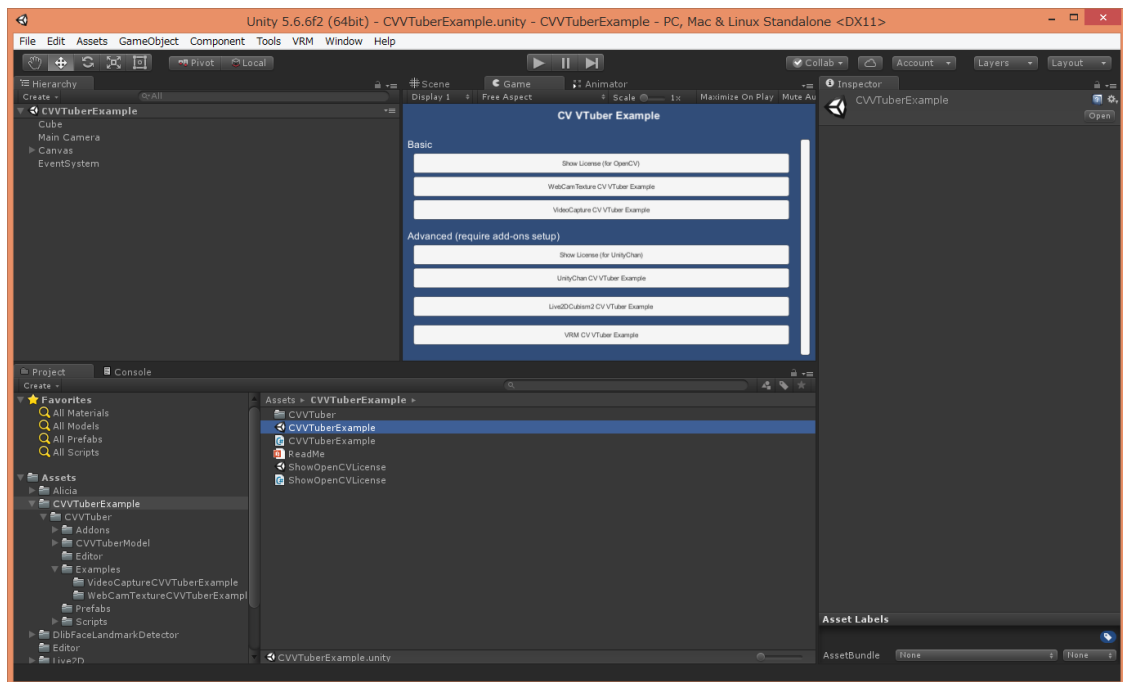 Unity 5.6.6f2 (64bit) - CVVTuberExample.unity - CVVTuberExample - PC, Mac & Linux Standalone <DX11>
File Edit Assets GameObject Component Tools VRM Window Help
Pivot Local Collab Account Layers Layout
Hierarchy
Create All
CVVTuberExample
Cube
Main Camera
Canvas
EventSystem
Scene Game Animator
Display 1 Free Aspect Scale 1x Maximize On Play Mute Au
CV VTuber Example
Basic
Show License (for OpenCV)
WebCamTexture CV VTuber Example
VideoCapture CV VTuber Example
Advanced (require add-ons setup)
Show License (for UnityChan)
UnityChan CV VTuber Example
Live2DCubism2 CV VTuber Example
VRM CV VTuber Example
Inspector
CVVTuberExample
Open
Project Console
Create
Favorites
All Materials
All Models
All Prefabs
All Scripts
Assets
Alicia
CVVTuberExample
CVVTuber
Addons
CVVTuberModel
Editor
Examples
VideoCaptureCVVTuberExample
WebCamTextureCVVTuberExampl
Prefabs
Scripts
DlibFaceLandmarkDetector
Editor
Live2D
Assets CVVTuberExample
CVVTuber
CVVTuberExample
CVVTuberExample
ReadMe
ShowOpenCVLicense
ShowOpenCVLicense
CVVTuberExample.unity
Asset Labels
AssetBundle None None